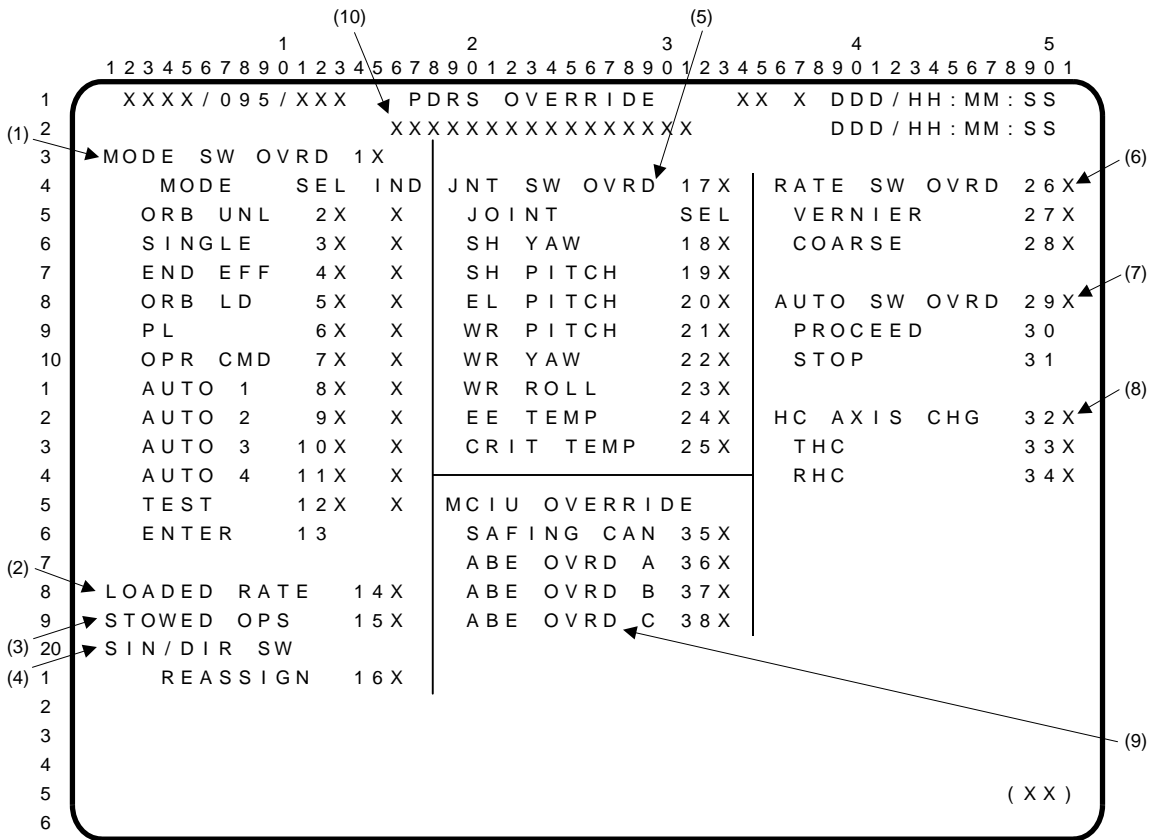 (10) (5)
1 2 3 4 5
1 2 3 4 5 6 7 8 9 0 1 2 3 4 5 6 7 8 9 0 1 2 3 4 5 6 7 8 9 0 1 2 3 4 5 6 7 8 9 0 1 2 3 4 5 6 7 8 9 0 1
1 XXXX/095/XXX PDRS OVERRIDE XX X DDD/HH:MM:SS
(1) 2 XXXXXXXXXXXXXXXX DDD/HH:MM:SS
3 MODE SW OVRD 1X (6)
4 MODE SEL IND JNT SW OVRD 17X RATE SW OVRD 26X
5 ORB UNL 2X X JOINT SEL VERNIER 27X
6 SINGLE 3X X SH YAW 18X COARSE 28X
7 END EFF 4X X SH PITCH 19X (7)
8 ORB LD 5X X EL PITCH 20X AUTO SW OVRD 29X
9 PL 6X X WR PITCH 21X PROCEED 30
10 OPR CMD 7X X WR YAW 22X STOP 31
1 AUTO 1 8X X WR ROLL 23X (8)
2 AUTO 2 9X X EE TEMP 24X HC AXIS CHG 32X
3 AUTO 3 10X X CRIT TEMP 25X THC 33X
4 AUTO 4 11X X RHC 34X
5 TEST 12X X MCIU OVERRIDE
6 ENTER 13 SAFING CAN 35X
(2) 7 ABE OVRD A 36X
8 LOADED RATE 14X ABE OVRD B 37X
9 STOWED OPS 15X ABE OVRD C 38X
(3) 20 SIN/DIR SW
(4) 1 REASSIGN 16X
2
3 (9)
4
5 (XX)
6